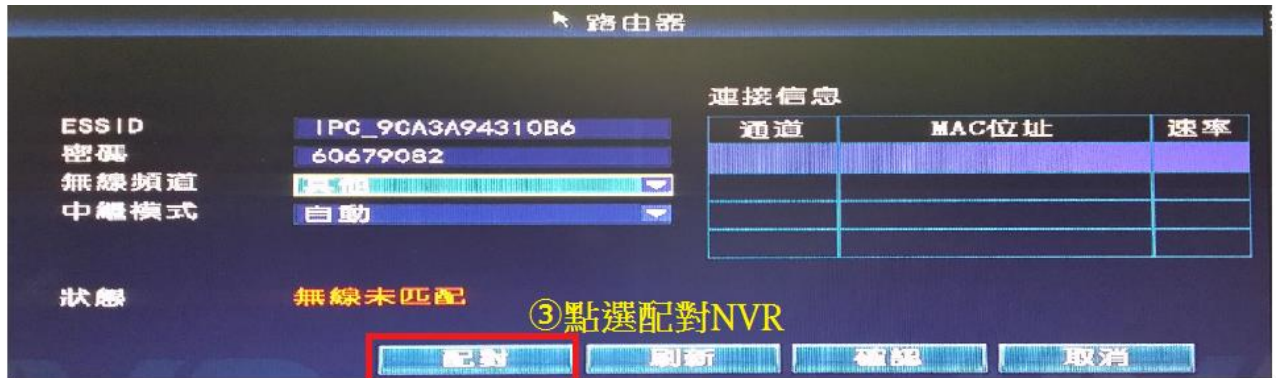 路由器
連接信息
ESSID IPC_9CA3A94310B6
通道 MAC位址 速率
密碼 60679082
無線頻道
中繼模式 自動
狀態 無線未匹配
③點選配對NVR
配對 刷新 確認 取消